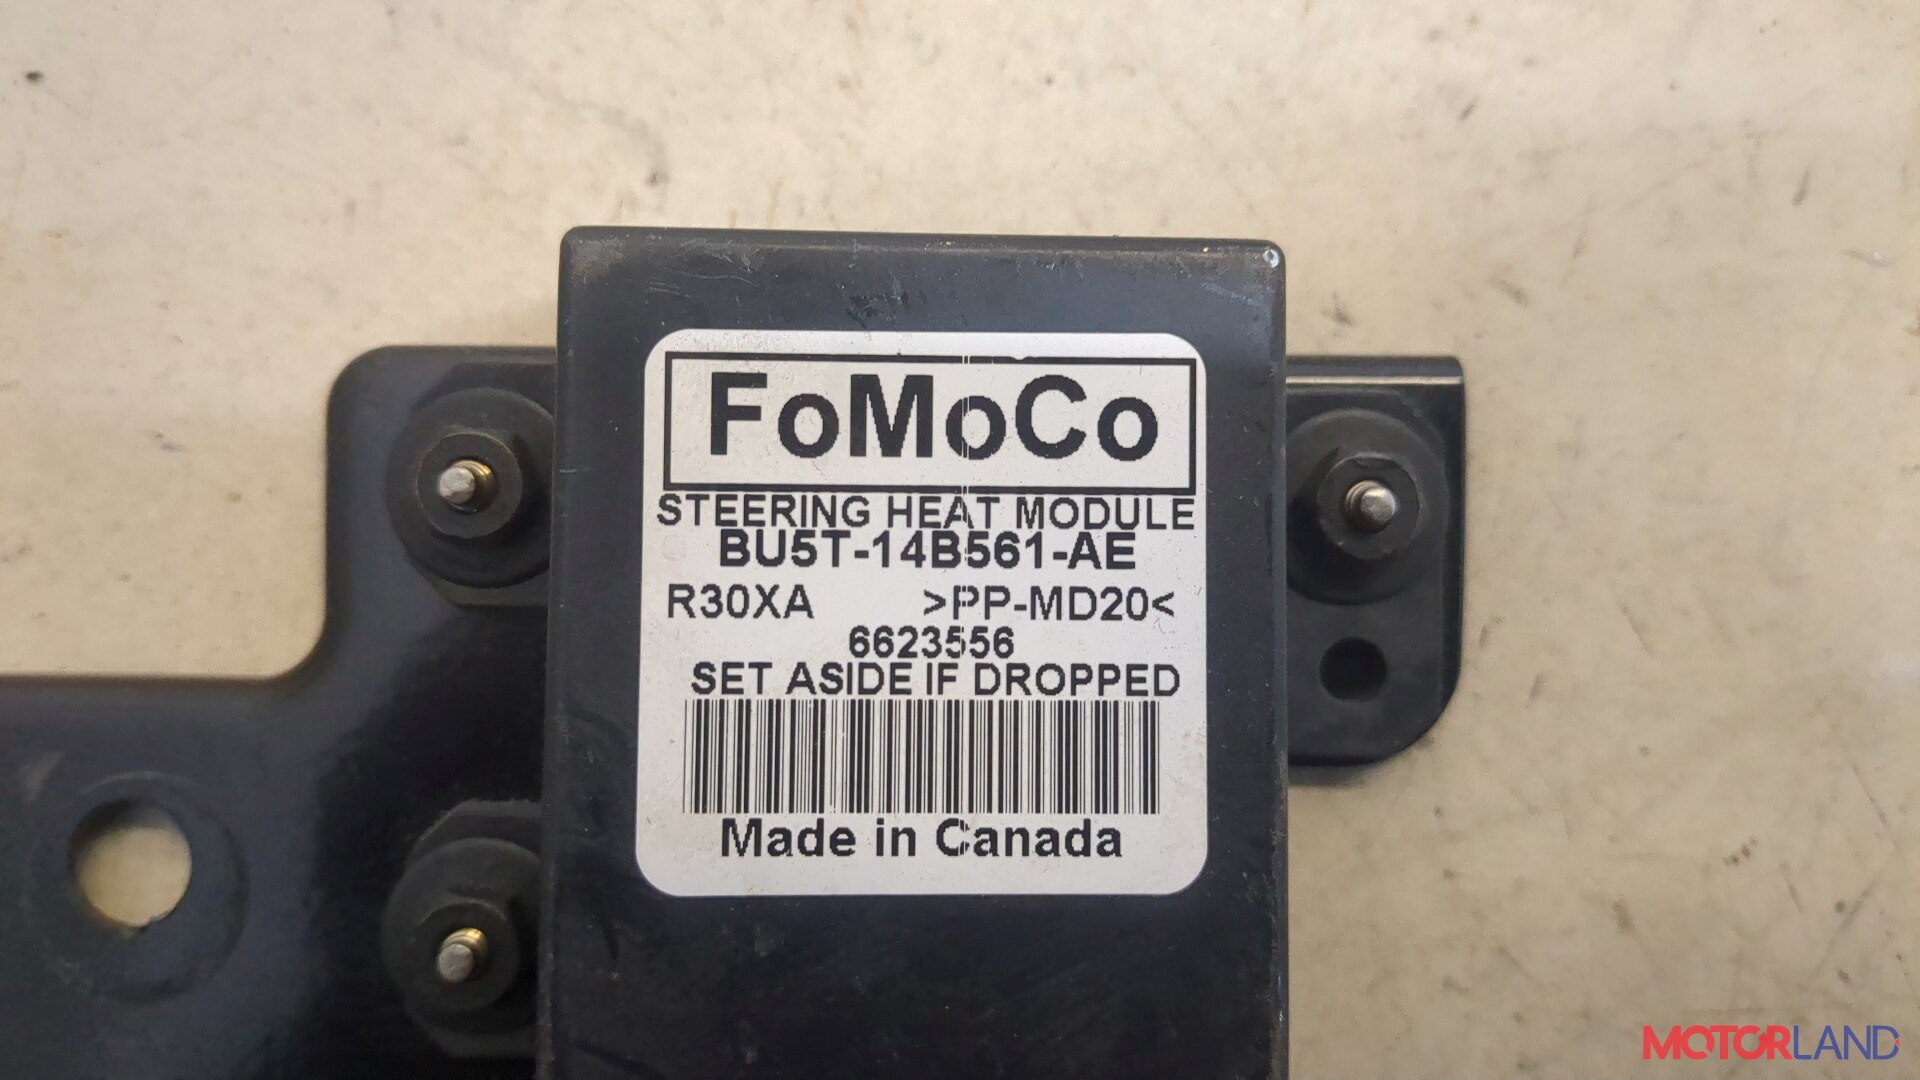 FoMoCo
STEERING HEAT MODULE
BU5T-14B561-AE
R30XA >PP-MD20<
6623556
SET ASIDE IF DROPPED
Made in Canada
MOTORLAND